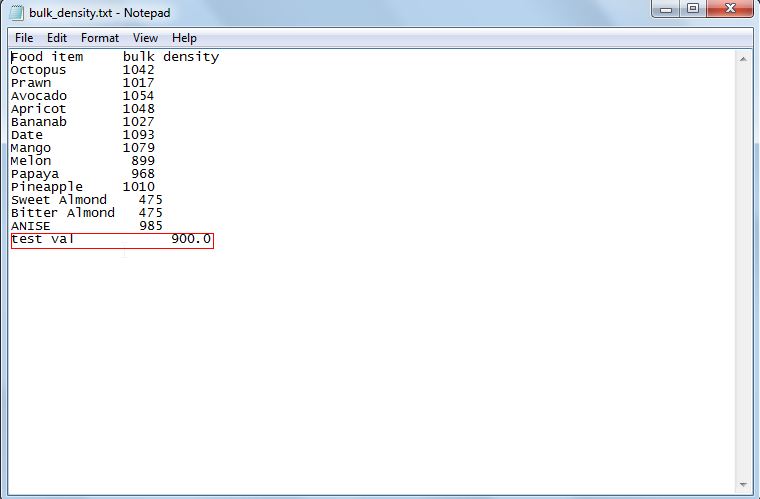 bulk_density.txt - Notepad
File Edit Format View Help
Food item bulk density
Octopus 1042
Prawn 1017
Avocado 1054
Apricot 1048
Bananab 1027
Date 1093
Mango 1079
Melon 899
Papaya 968
Pineapple 1010
Sweet Almond 475
Bitter Almond 475
ANISE 985
test val 900.0